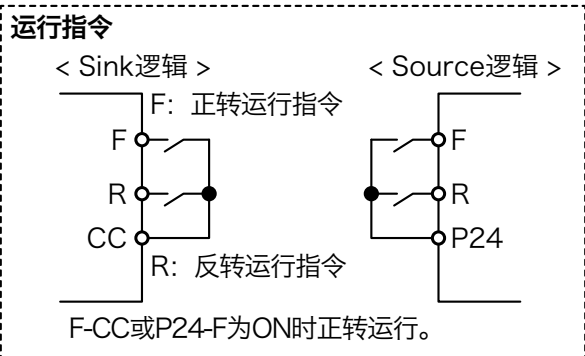 运行指令
< Sink逻辑 >
< Source逻辑 >
F：正转运行指令
F
F
R
R
CC
P24
R：反转运行指令
F-CC或P24-F为ON时正转运行。